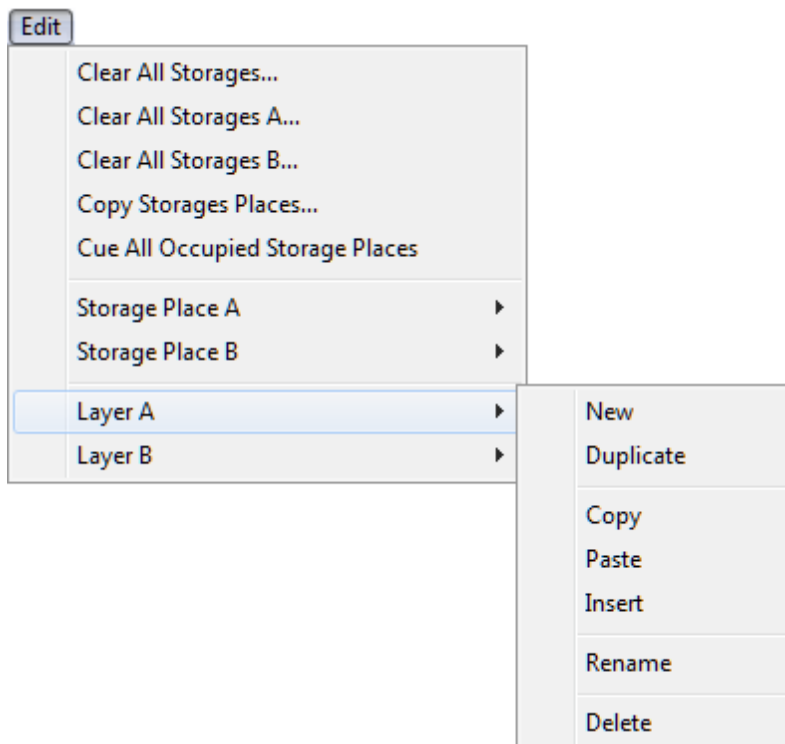 Edit
Clear All Storages...
Clear All Storages A...
Clear All Storages B...
Copy Storages Places...
Cue All Occupied Storage Places
Storage Place A
Storage Place B
Layer A
Layer B
New
Duplicate
Copy
Paste
Insert
Rename
Delete